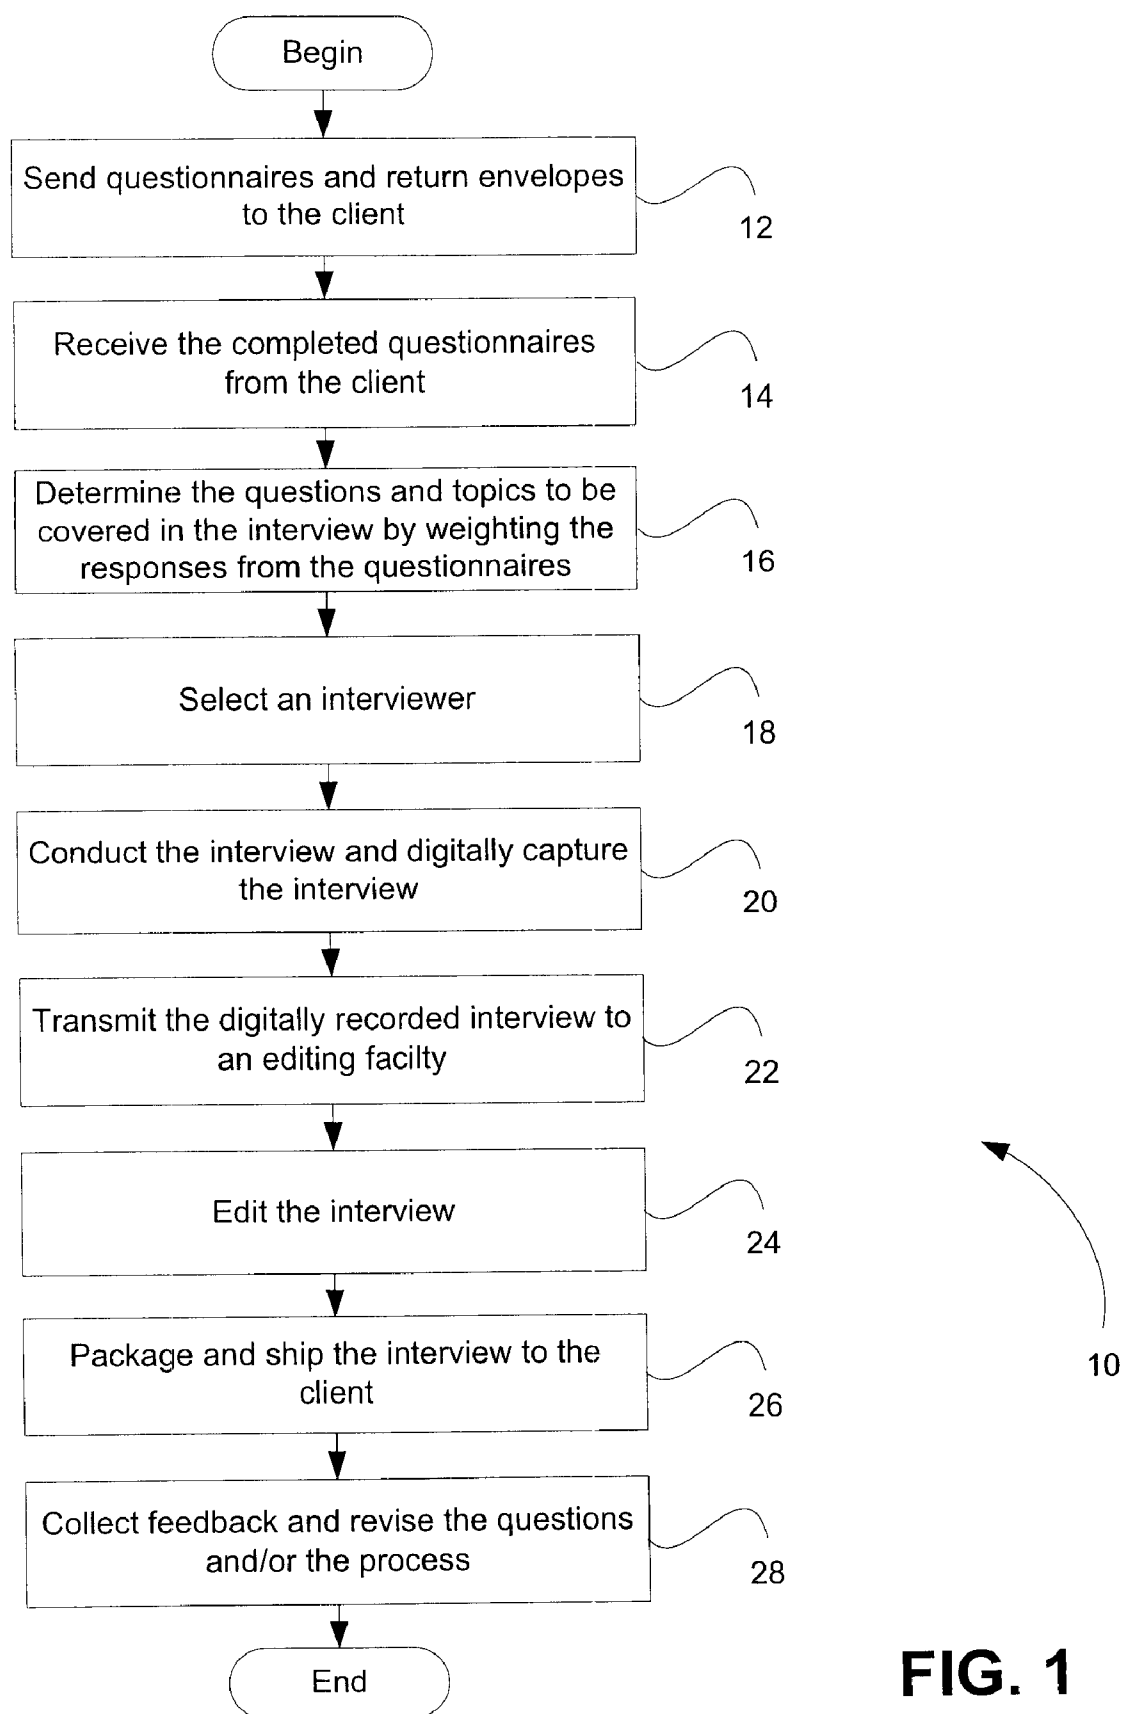 Begin
Send questionnaires and return envelopes
to the client
12
Receive the completed questionnaires
from the client
14
Determine the questions and topics to be
covered in the interview by weighting the
responses from the questionnaires
16
Select an interviewer
18
Conduct the interview and digitally capture
the interview
20
Transmit the digitally recorded interview to
an editing facilty
22
Edit the interview
24
Package and ship the interview to the
client
26
10
Collect feedback and revise the questions
and/or the process
28
End
FIG. 1